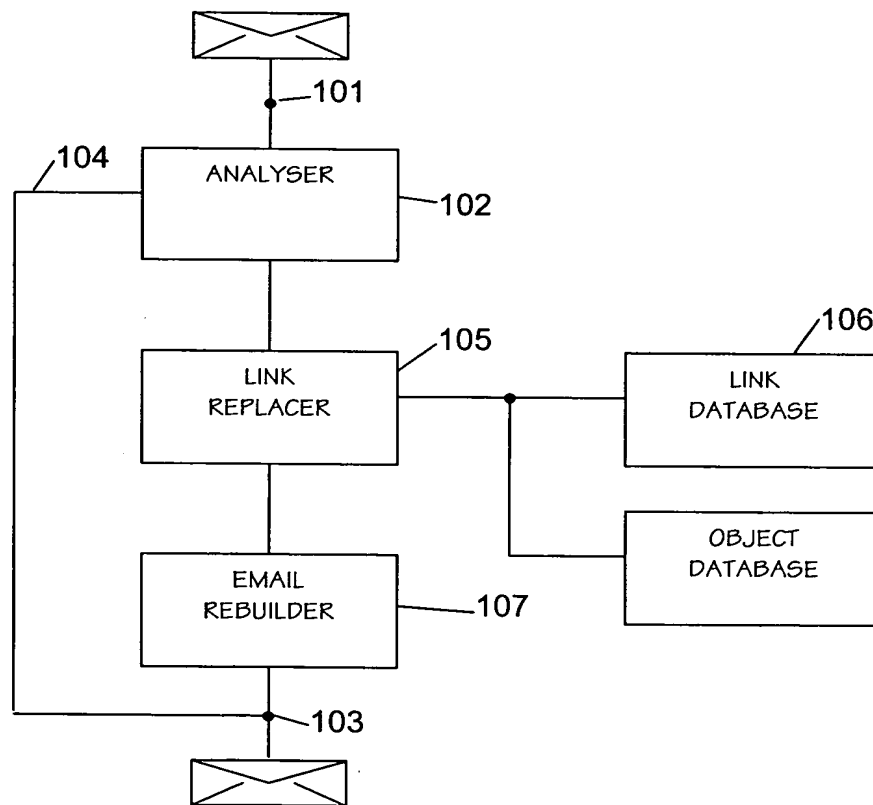 101
104
ANALYSER
102
105
106
LINK
REPLACER
LINK
DATABASE
OBJECT
DATABASE
EMAIL
REBUILDER
107
103